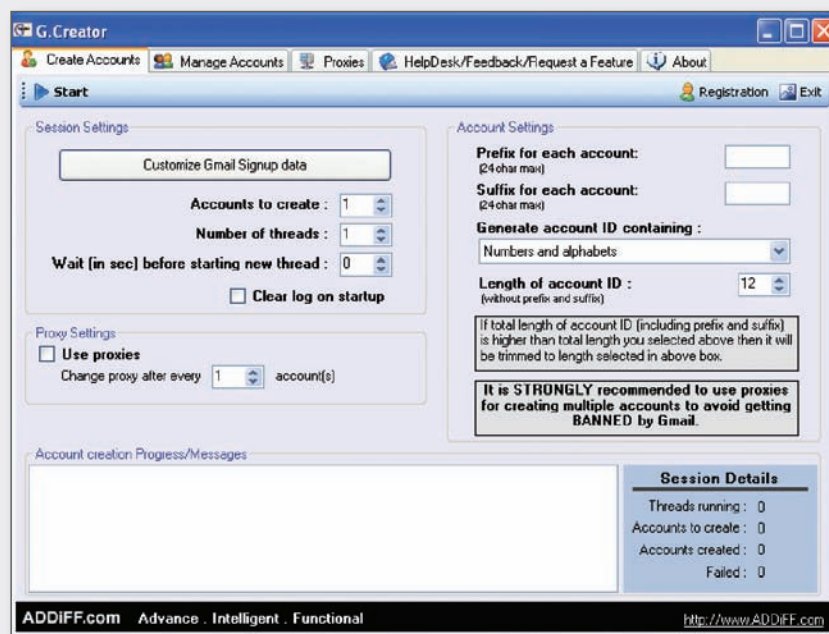 G.Creator
Create Accounts
Manage Accounts
Proxies
HelpDesk/Feedback/Request a Feature
About
Start
Registration
Exit
Session Settings
Customize Gmail Signup data
Accounts to create : 1
Number of threads : 1
Wait (in sec) before starting new thread : 0
Clear log on startup
Proxy Settings
Use proxies
Change proxy after every 1 account(s)
Account Settings
Prefix for each account:
(24 char max)
Suffix for each account:
(24 char max)
Generate account ID containing :
Numbers and alphabets
Length of account ID : 12
(without prefix and suffix)
If total length of account ID (including prefix and suffix)
is higher than total length you selected above then it will
be trimmed to length selected in above box.
It is STRONGLY recommended to use proxies
for creating multiple accounts to avoid getting
BANNED by Gmail.
Account creation Progress/Messages
Session Details
Threads running : 0
Accounts to create : 0
Accounts created : 0
Failed : 0
ADDiFF.com Advance . Intelligent . Functional
http://www.ADDiFF.com